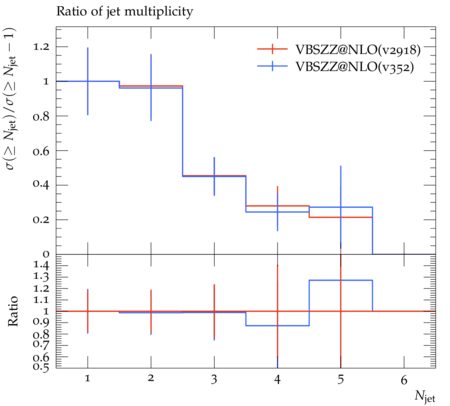 Ratio of jet multiplicity
VBSZZ@NLO(v2918)
VBSZZ@NLO(v352)
σ(≥ Njet)/σ(≥ Njet − 1)
1.2
1
0.8
0.6
0.4
0.2
0
1.4
1.3
1.2
1.1
1
0.9
0.8
0.7
0.6
0.5
Ratio
1 2 3 4 5 6
Njet